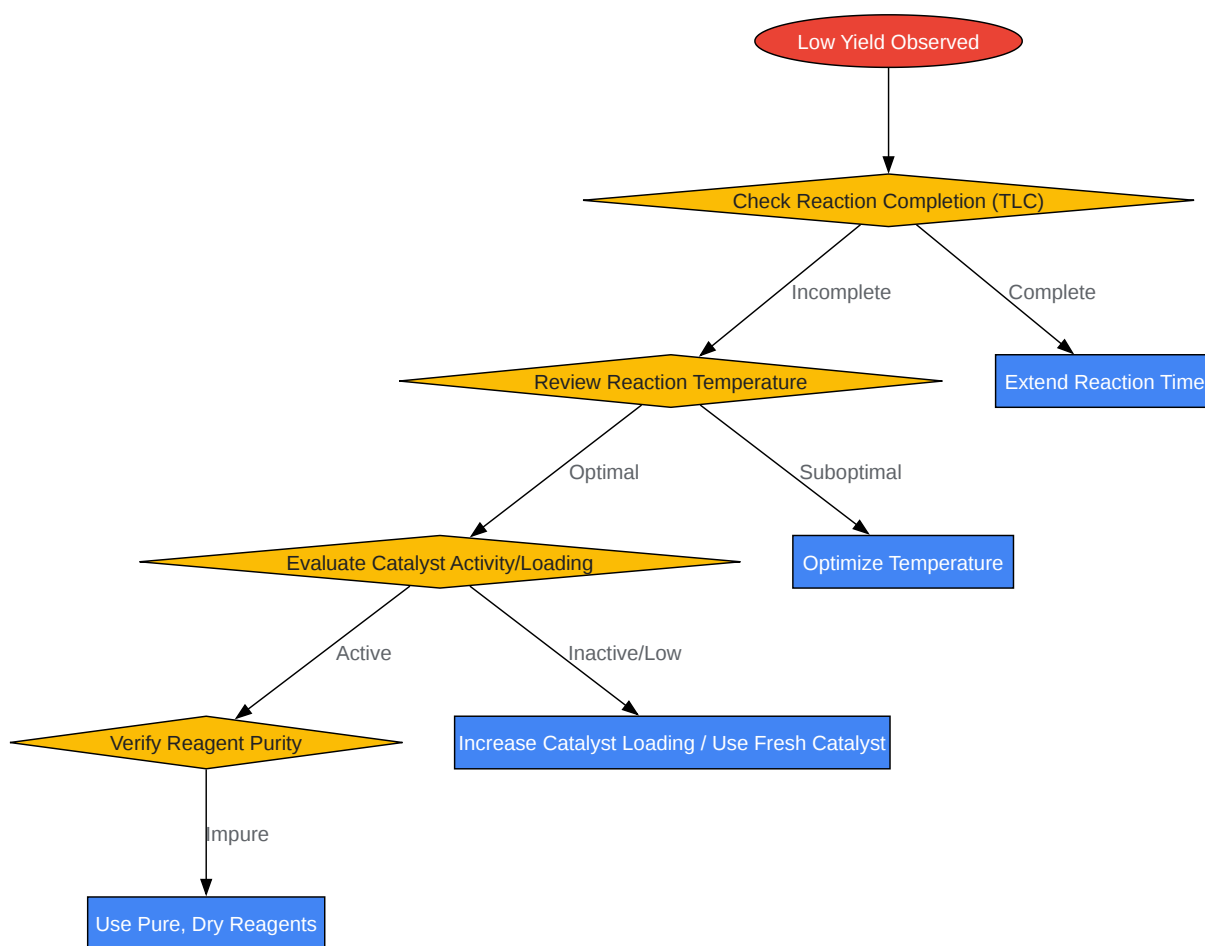 Low Yield Observed
Check Reaction Completion (TLC)
Incomplete
Complete
Review Reaction Temperature
Extend Reaction Time
Optimal
Suboptimal
Evaluate Catalyst Activity/Loading
Optimize Temperature
Active
Inactive/Low
Verify Reagent Purity
Increase Catalyst Loading / Use Fresh Catalyst
Impure
Use Pure, Dry Reagents